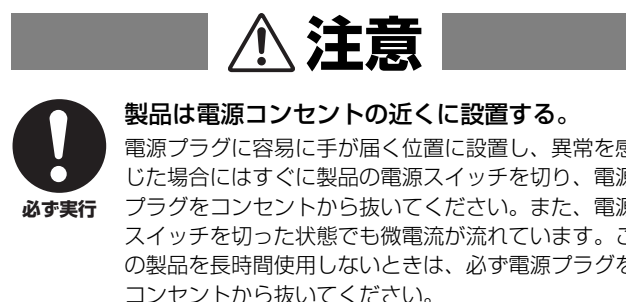 注意
製品は電源コンセントの近くに設置する。
電源プラグに容易に手が届く位置に設置し、異常を感
じた場合にはすぐに製品の電源スイッチを切り、電源
必ず実行
プラグをコンセントから抜いてください。また、電源
スイッチを切った状態でも微電流が流れています。こ
の製品を長時間使用しないときは、必ず電源プラグを
コンセントから抜いてください。